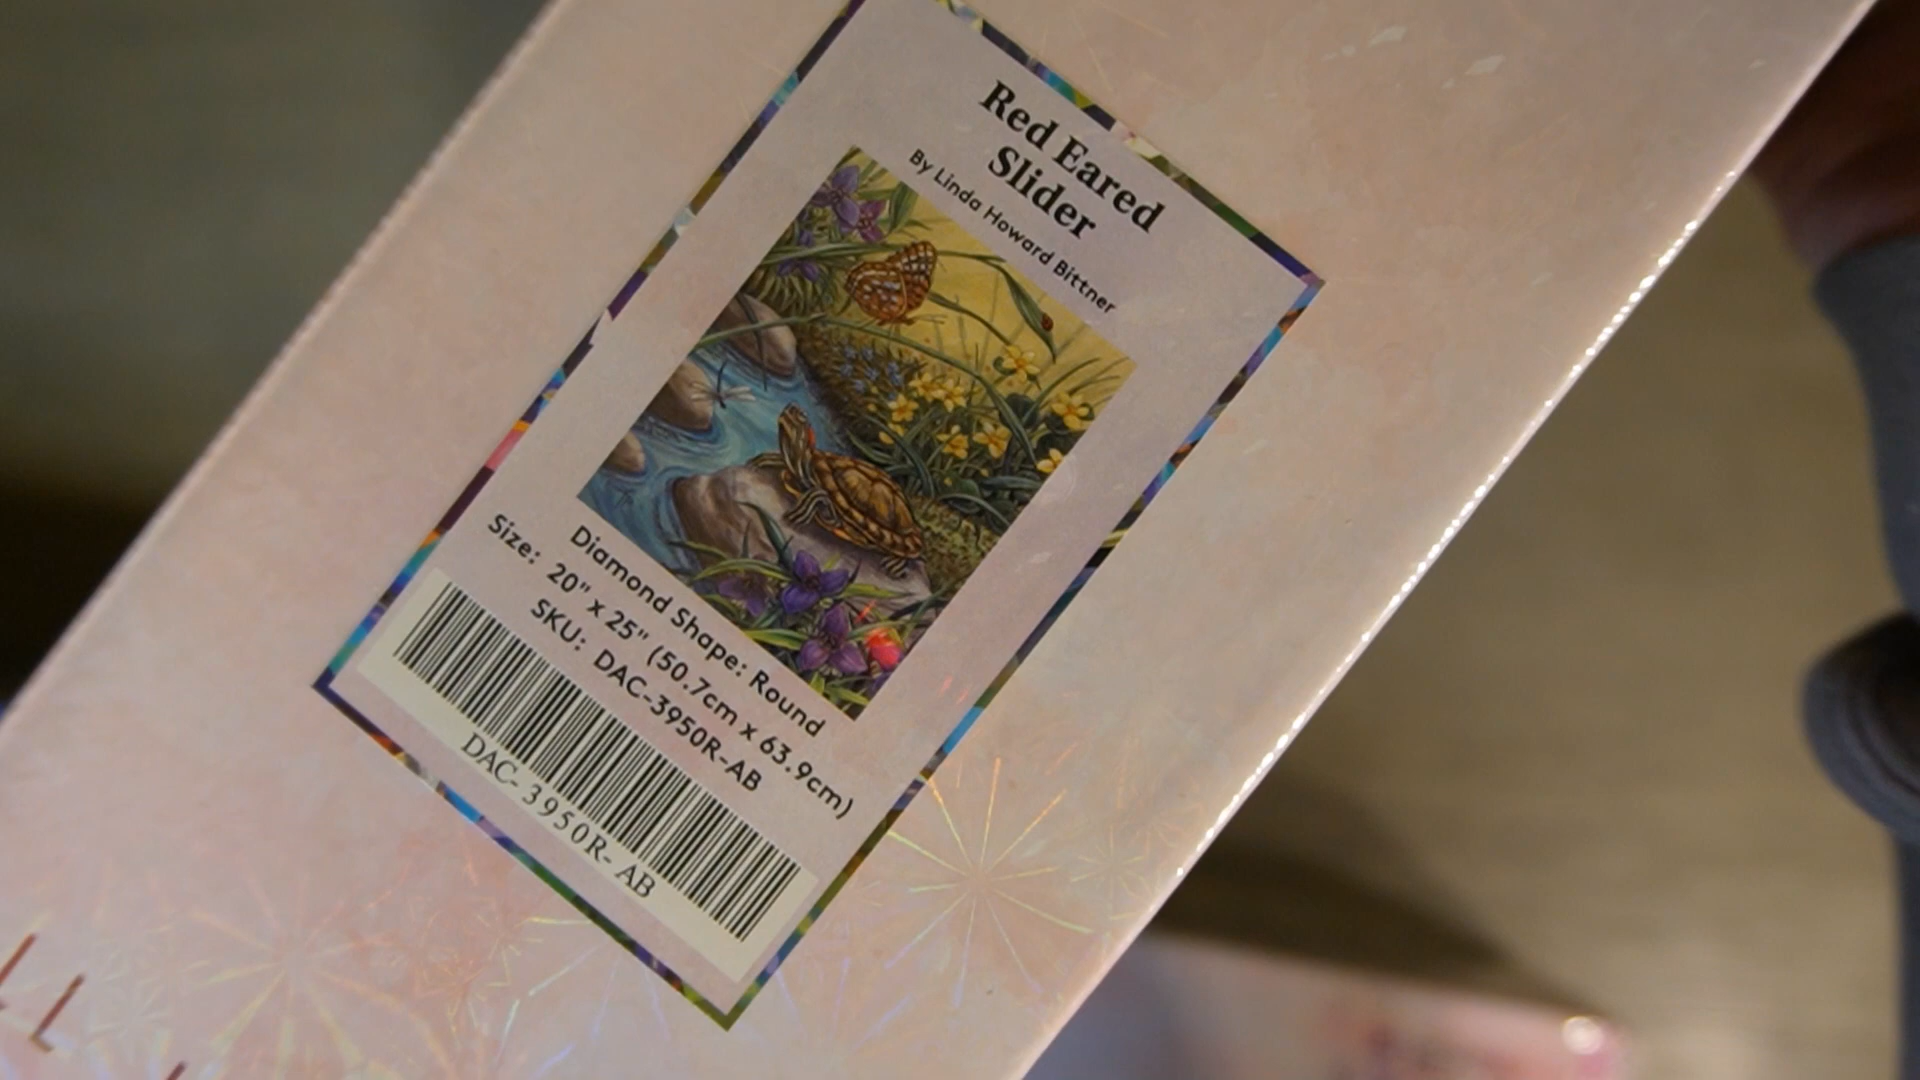 Red Eared
Slider
By Linda Howard Bittner
Diamond Shape: Round
Size: 20" x 25" (50.7cm x 63.9cm)
SKU: DAC-3950R-AB
DAC- 3950R- AB
LL